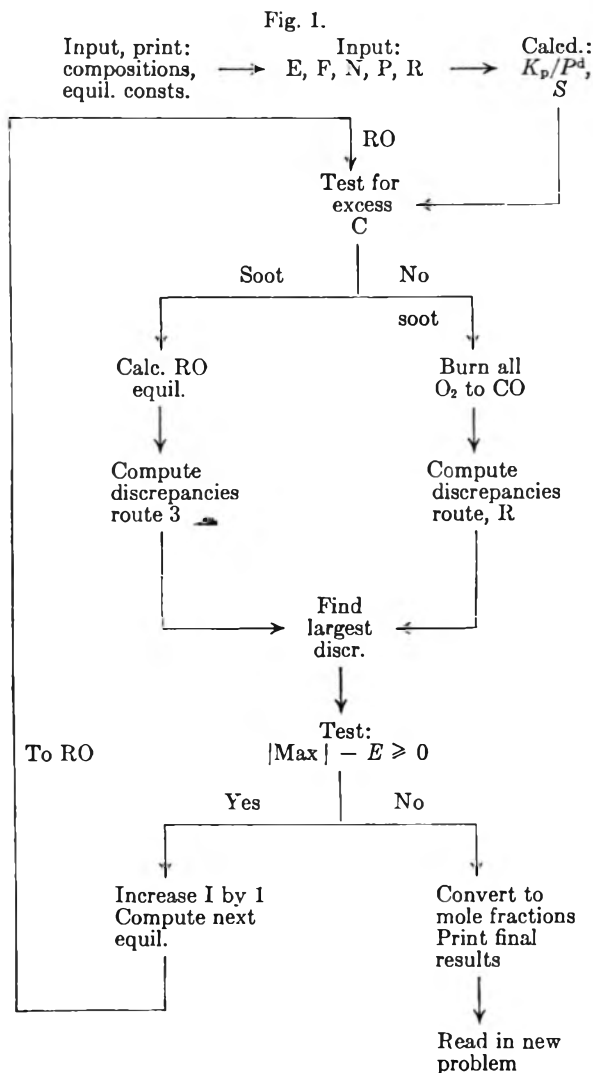 Fig. 1.
Input, print:
compositions,
equil. consts.
Input:
E, F, N, P, R
Calcd.:
K_p/P^d,
S
RO
Test for
excess
C
Soot
No
soot
Calc. RO
equil.
Burn all
O₂ to CO
Compute
discrepancies
route 3
Compute
discrepancies
route, R
Find
largest
discr.
Test:
|Max| − E ⩾ 0
To RO
Yes
No
Increase I by 1
Compute next
equil.
Convert to
mole fractions
Print final
results
Read in new
problem